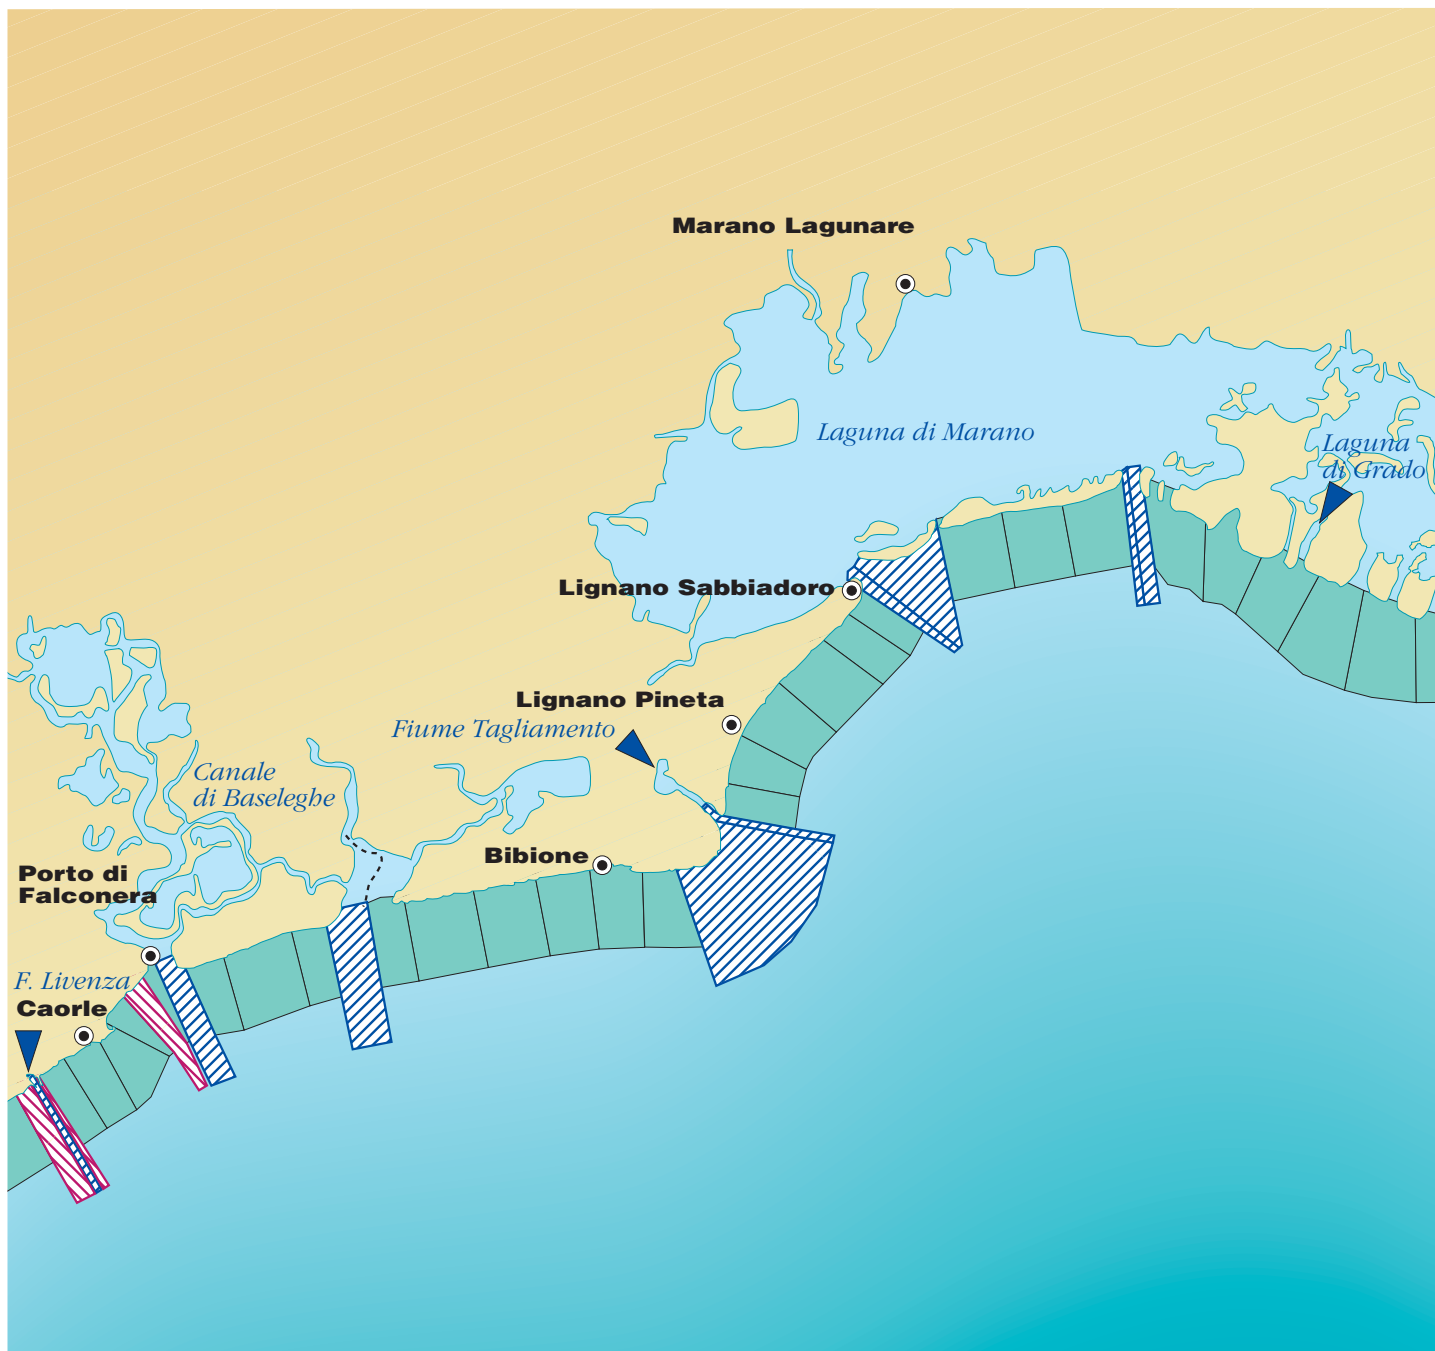 Marano Lagunare
Laguna di Marano
Laguna
di Grado
Lignano Sabbiadoro
Lignano Pineta
Fiume Tagliamento
Canale
di Baseleghe
Bibione
Porto di
Falconera
F. Livenza
Caorle